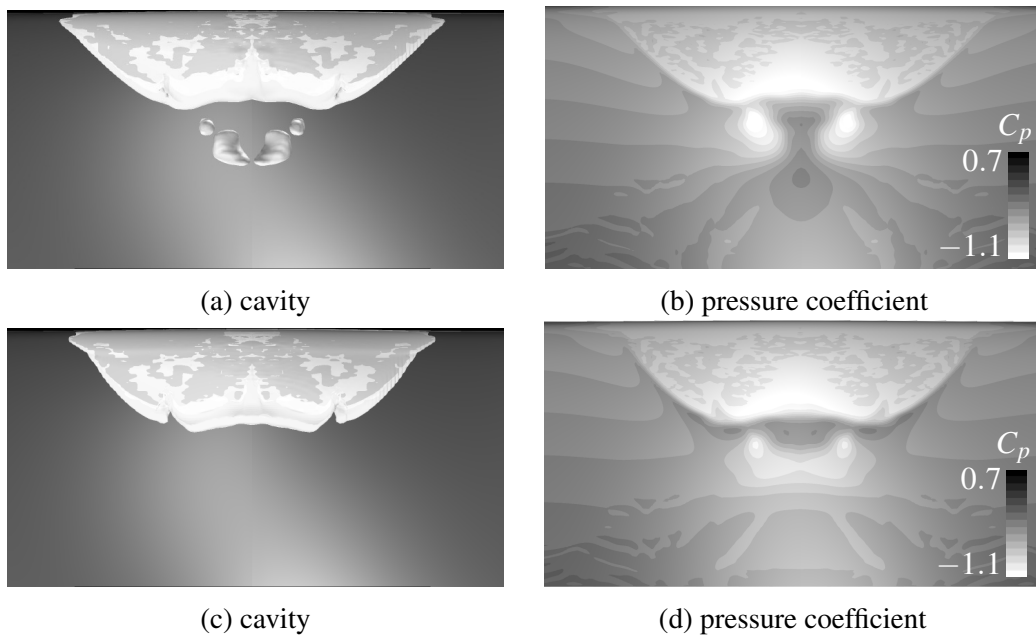 C_p
0.7
−1.1
(a) cavity
(b) pressure coefficient
C_p
0.7
−1.1
(c) cavity
(d) pressure coefficient